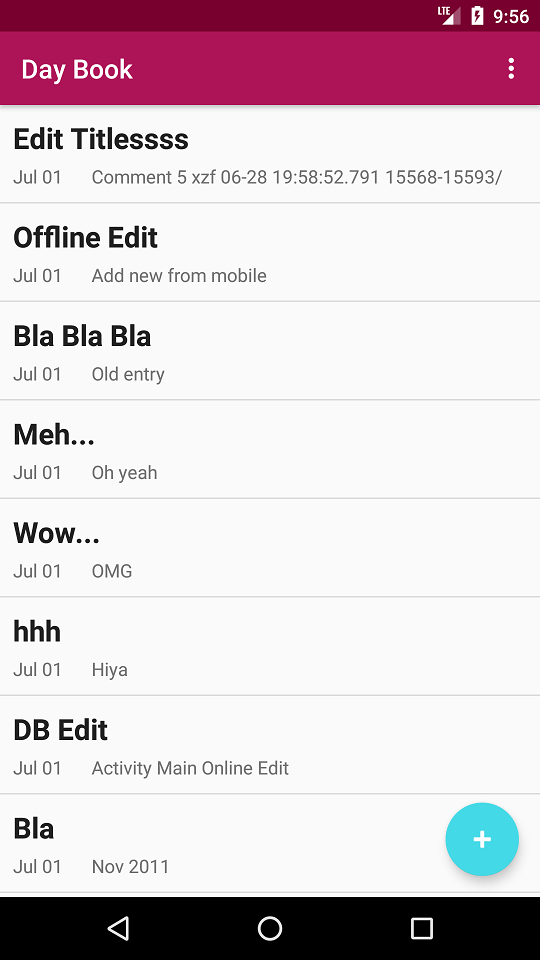 LTE 9:56
Day Book
Edit Titlessss
Jul 01 Comment 5 xzf 06-28 19:58:52.791 15568-15593/
Offline Edit
Jul 01 Add new from mobile
Bla Bla Bla
Jul 01 Old entry
Meh...
Jul 01 Oh yeah
Wow...
Jul 01 OMG
hhh
Jul 01 Hiya
DB Edit
Jul 01 Activity Main Online Edit
Bla
Jul 01 Nov 2011
+